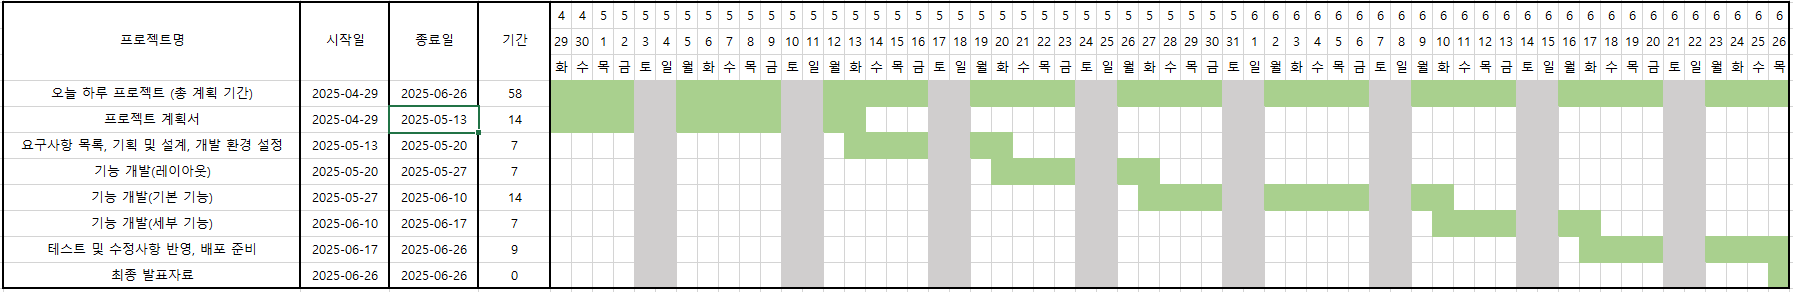 4 4 5 5 5 5 5 5 5 5 5 5 5 5 5 5 5 5 5 5 5 5 5 5 5 5 5 5 5 5 5 5 5 6 6 6 6 6 6 6 6 6 6 6 6 6 6 6 6 6 6 6 6 6 6 6 6 6 6
프로젝트명 시작일 종료일 기간 29 30 1 2 3 4 5 6 7 8 9 10 11 12 13 14 15 16 17 18 19 20 21 22 23 24 25 26 27 28 29 30 31 1 2 3 4 5 6 7 8 9 10 11 12 13 14 15 16 17 18 19 20 21 22 23 24 25 26
화 수 목 금 토 일 월 화 수 목 금 토 일 월 화 수 목 금 토 일 월 화 수 목 금 토 일 월 화 수 목 금 토 일 월 화 수 목 금 토 일 월 화 수 목 금 토 일 월 화 수 목 금 토 일 월 화 수 목
오늘 하루 프로젝트 (총 계획 기간) 2025-04-29 2025-06-26 58
프로젝트 계획서 2025-04-29 2025-05-13 14
요구사항 목록, 기획 및 설계, 개발 환경 설정 2025-05-13 2025-05-20 7
기능 개발(레이아웃) 2025-05-20 2025-05-27 7
기능 개발(기본 기능) 2025-05-27 2025-06-10 14
기능 개발(세부 기능) 2025-06-10 2025-06-17 7
테스트 및 수정사항 반영, 배포 준비 2025-06-17 2025-06-26 9
최종 발표자료 2025-06-26 2025-06-26 0